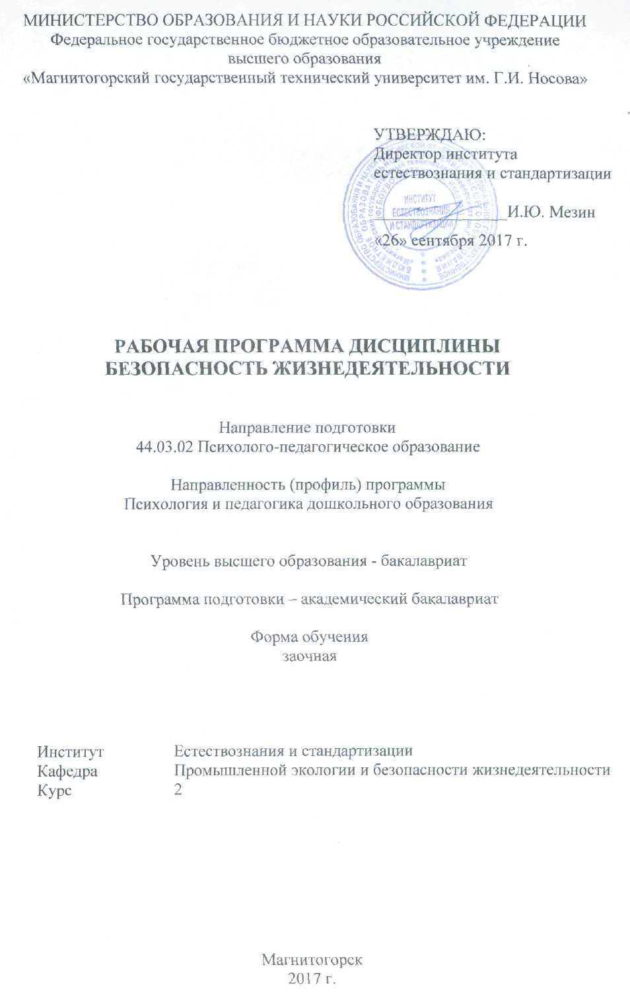 МИНИСТЕРСТВО ОБРАЗОВАНИЯ И НАУКИ РОССИЙСКОЙ ФЕДЕРАЦИИ
Федеральное государственное бюджетное образовательное учреждение
высшего образования
«Магнитогорский государственный технический университет им. Г.И. Носова»
УТВЕРЖДАЮ:
Директор института
естествознания и стандартизации
И.Ю. Мезин
«26» сентября 2017 г.
ИНСТИТУТ
ЕСТЕСТВОЗНАНИЯ
И СТАНДАРТИЗАЦИИ
РАБОЧАЯ ПРОГРАММА ДИСЦИПЛИНЫ
БЕЗОПАСНОСТЬ ЖИЗНЕДЕЯТЕЛЬНОСТИ
Направление подготовки
44.03.02 Психолого-педагогическое образование
Направленность (профиль) программы
Психология и педагогика дошкольного образования
Уровень высшего образования - бакалавриат
Программа подготовки – академический бакалавриат
Форма обучения
заочная
Институт Естествознания и стандартизации
Кафедра Промышленной экологии и безопасности жизнедеятельности
Курс 2
Магнитогорск
2017 г.